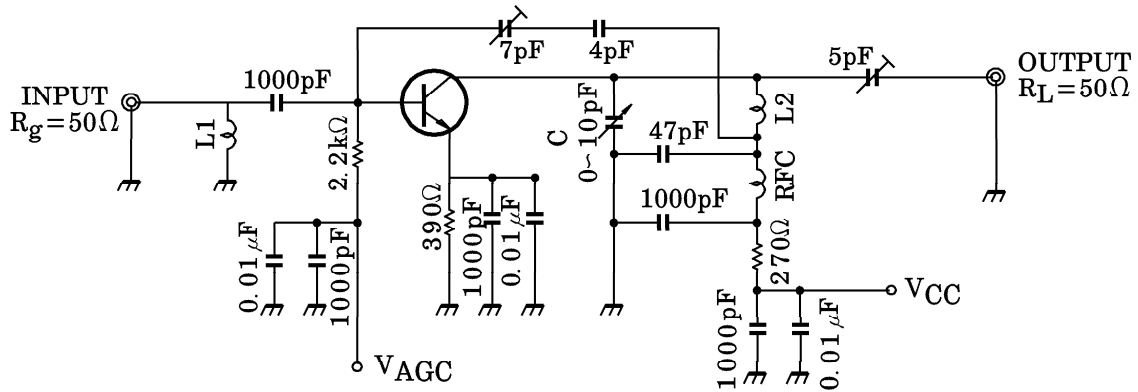 7pF
4pF
5pF
OUTPUT
RL=50Ω
1000pF
INPUT
Rg=50Ω
L1
2.2kΩ
C
0~10pF
L2
47pF
RFC
1000pF
390Ω
1000pF
0.01μF
270Ω
0.01μF
1000pF
VCC
1000pF
0.01μF
VAGC